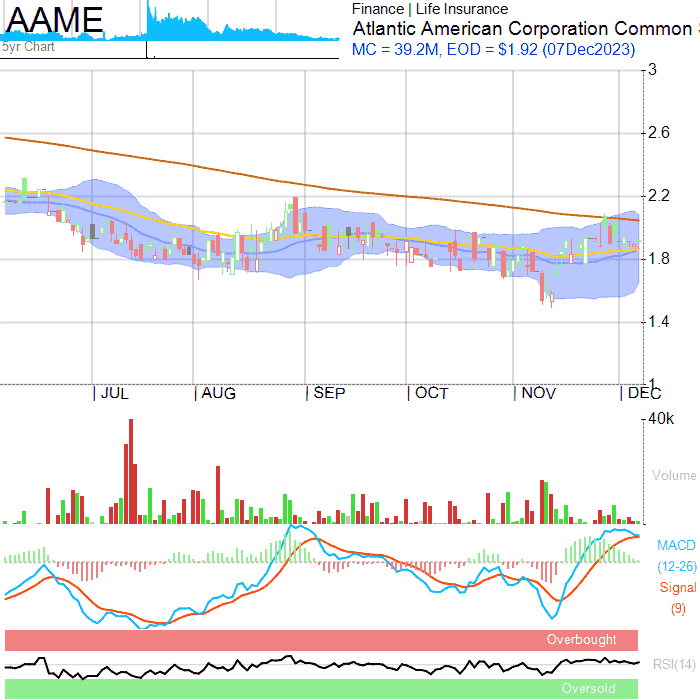 AAME
5yr Chart
Finance | Life Insurance
Atlantic American Corporation Common
MC = 39.2M, EOD = $1.92 (07Dec2023)
3
2.6
2.2
1.8
1.4
1
JUL AUG SEP OCT NOV DEC
40k
Volume
MACD
(12-26)
Signal
(9)
Overbought
RSI(14)
Oversold